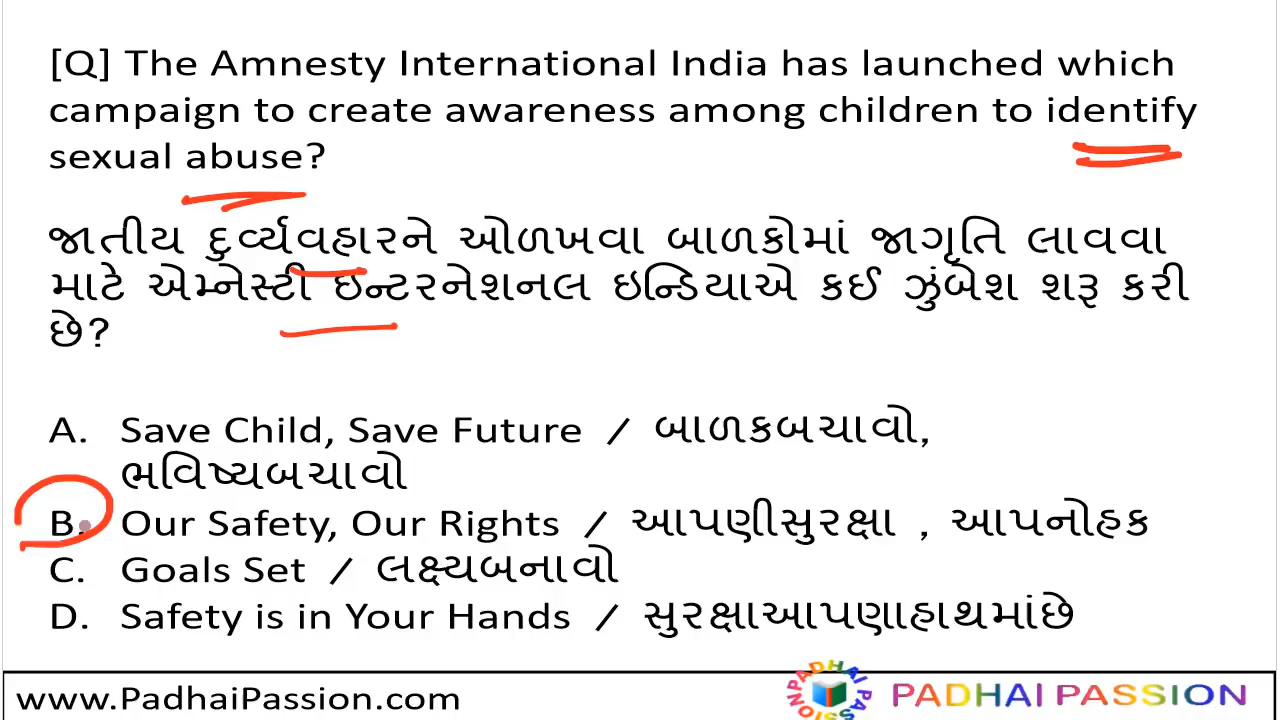 [Q] The Amnesty International India has launched which
campaign to create awareness among children to identify
sexual abuse?
જાતીય દુર્વ્યવહારને ઓળખવા બાળકોમાં જાગૃતિ લાવવા
માટે એમ્નેસ્ટી ઇન્ટરનેશનલ ઇન્ડિયાએ કઈ ઝુંબેશ શરૂ કરી
છે?
A. Save Child, Save Future / બાળકબચાવો,
ભવિષ્યબચાવો
B. Our Safety, Our Rights / આપણીસુરક્ષા , આપનોહક
C. Goals Set / લક્ષ્યબનાવો
D. Safety is in Your Hands / સુરક્ષાઆપણાહાથમાંછે
www.PadhaiPassion.com
PADHAI PASSION
PADHAI PASSION